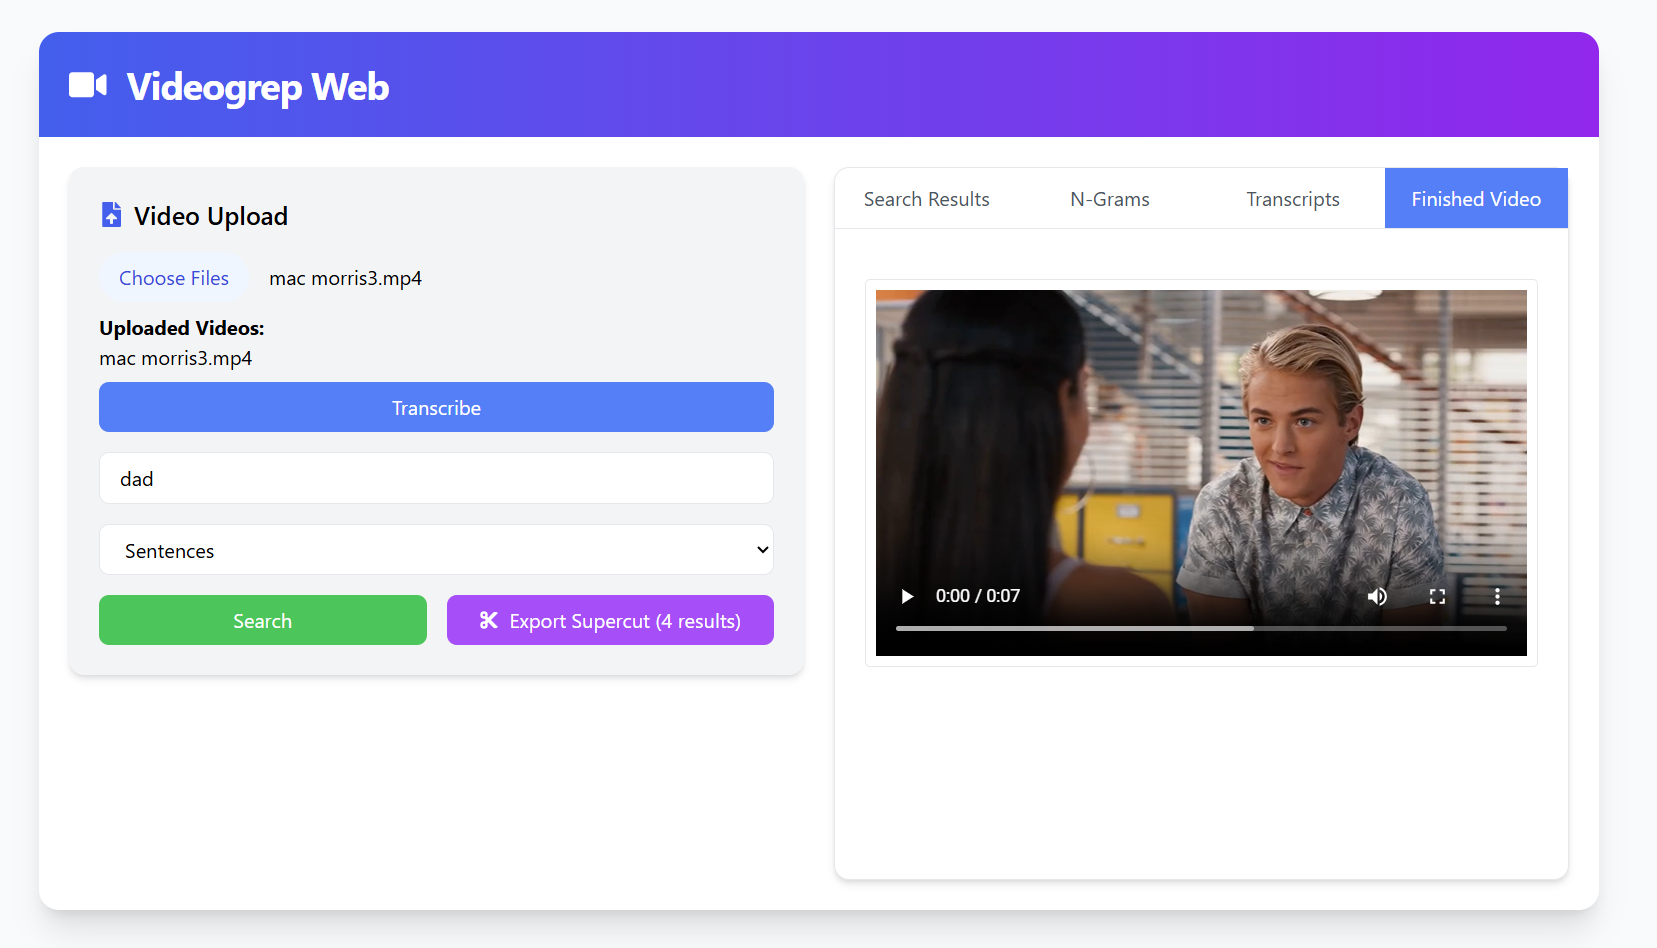 Videogrep Web
Video Upload
Choose Files mac morris3.mp4
Uploaded Videos:
mac morris3.mp4
Transcribe
dad
Sentences
Search
Export Supercut (4 results)
Search Results
N-Grams
Transcripts
Finished Video
0:00 / 0:07